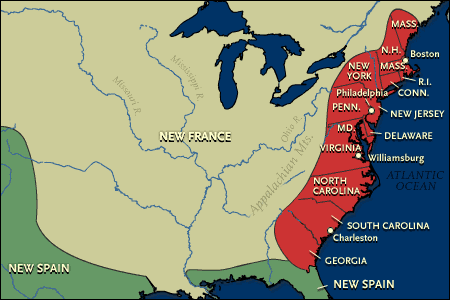 MASS.
N.H.
Boston
NEW
YORK
MASS.
R.I.
CONN.
Philadelphia
PENN.
NEW JERSEY
MD.
DELAWARE
VIRGINIA
Williamsburg
NORTH
CAROLINA
ATLANTIC
OCEAN
SOUTH CAROLINA
Charleston
GEORGIA
NEW SPAIN
NEW SPAIN
NEW FRANCE
Missouri R.
Mississippi R.
Ohio R.
Appalachian Mts.